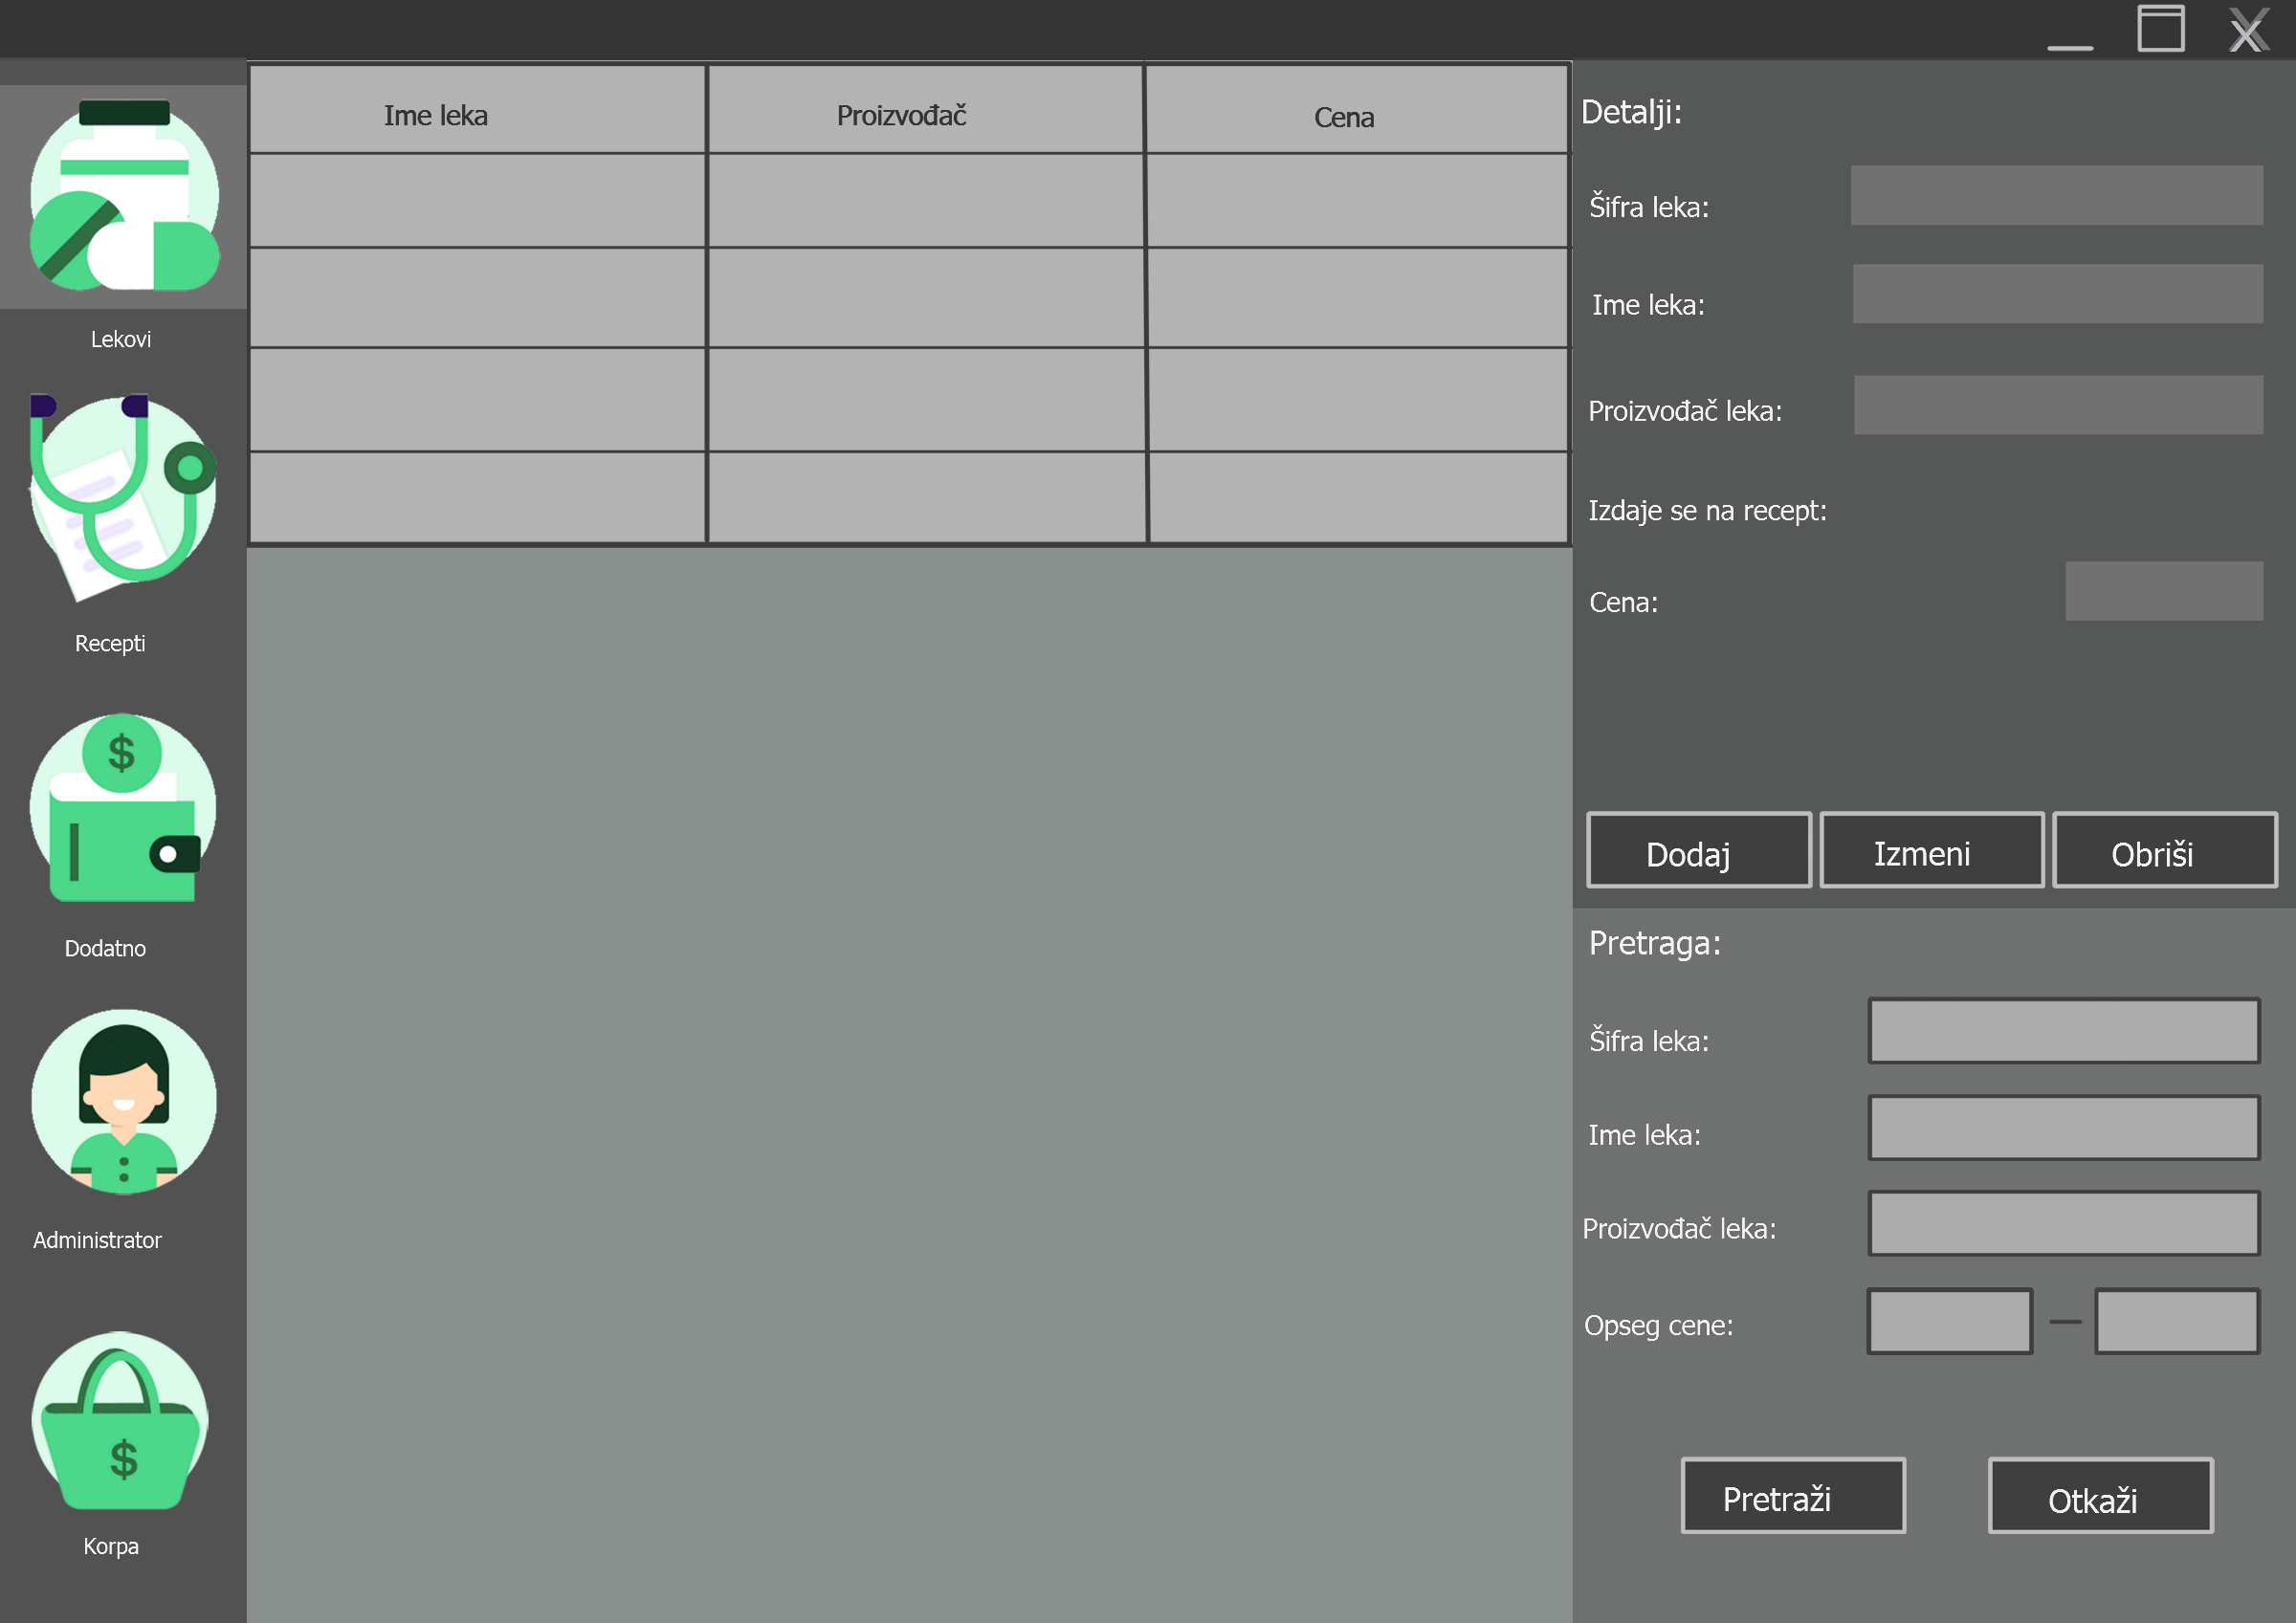 X
Lekovi
Recepti
$
Dodatno
Administrator
$
Korpa
Ime leka Proizvođač Cena
Detalji:
Šifra leka:
Ime leka:
Proizvođač leka:
Izdaje se na recept:
Cena:
Dodaj Izmeni Obriši
Pretraga:
Šifra leka:
Ime leka:
Proizvođač leka:
Opseg cene: –
Pretraži Otkaži